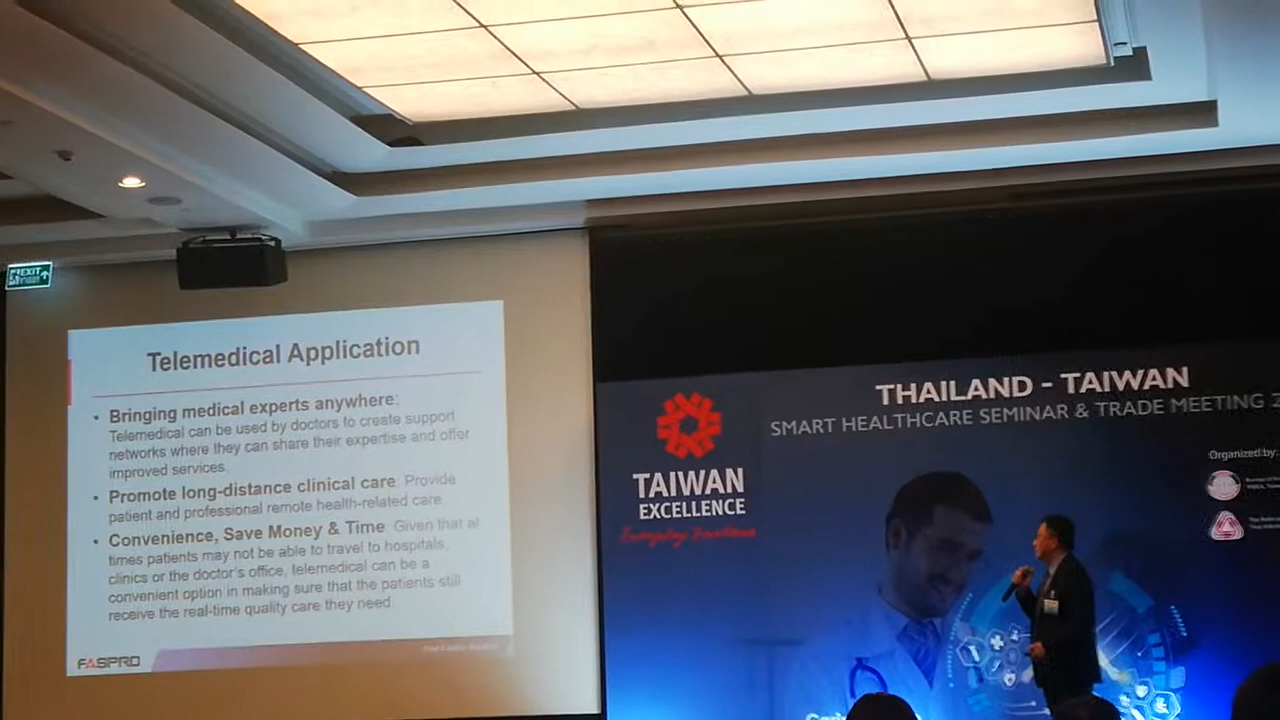 EXIT
Telemedical Application
• Bringing medical experts anywhere:
Telemedical can be used by doctors to create support
networks where they can share their expertise and offer
improved services.
• Promote long-distance clinical care: Provide
patient and professional remote health-related care.
• Convenience, Save Money & Time: Given that at
times patients may not be able to travel to hospitals,
clinics or the doctor's office, telemedical can be a
convenient option in making sure that the patients still
receive the real-time quality care they need.
FASPRO
TAIWAN
EXCELLENCE
Everyday Excellence
THAILAND - TAIWAN
SMART HEALTHCARE SEMINAR & TRADE MEETING
Organized by: